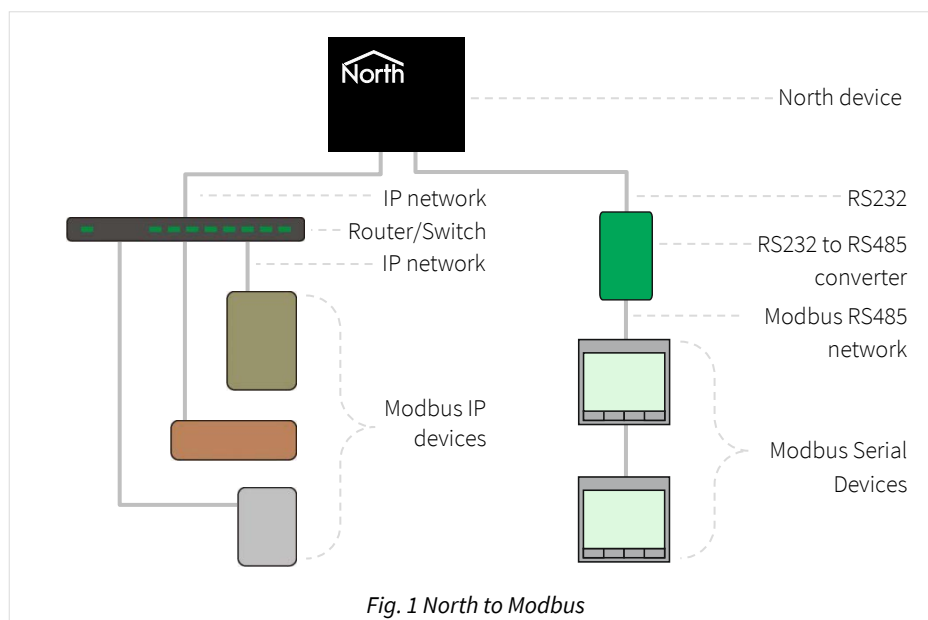 North
North device
IP network
Router/Switch
IP network
RS232
RS232 to RS485
converter
Modbus RS485
network
Modbus IP
devices
Modbus Serial
Devices
Fig. 1 North to Modbus